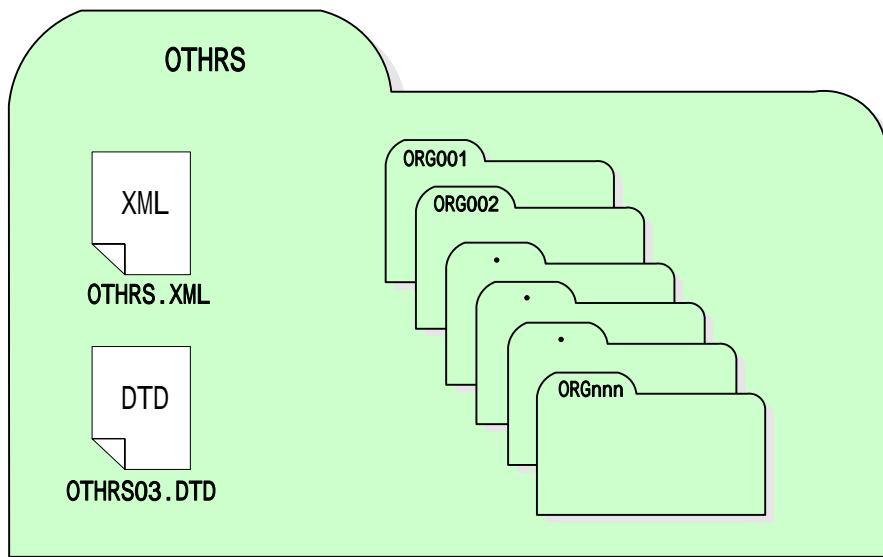 OTHRS
XML
OTHRS.XML
DTD
OTHRS03.DTD
ORG001
ORG002
•
•
•
ORGnnn